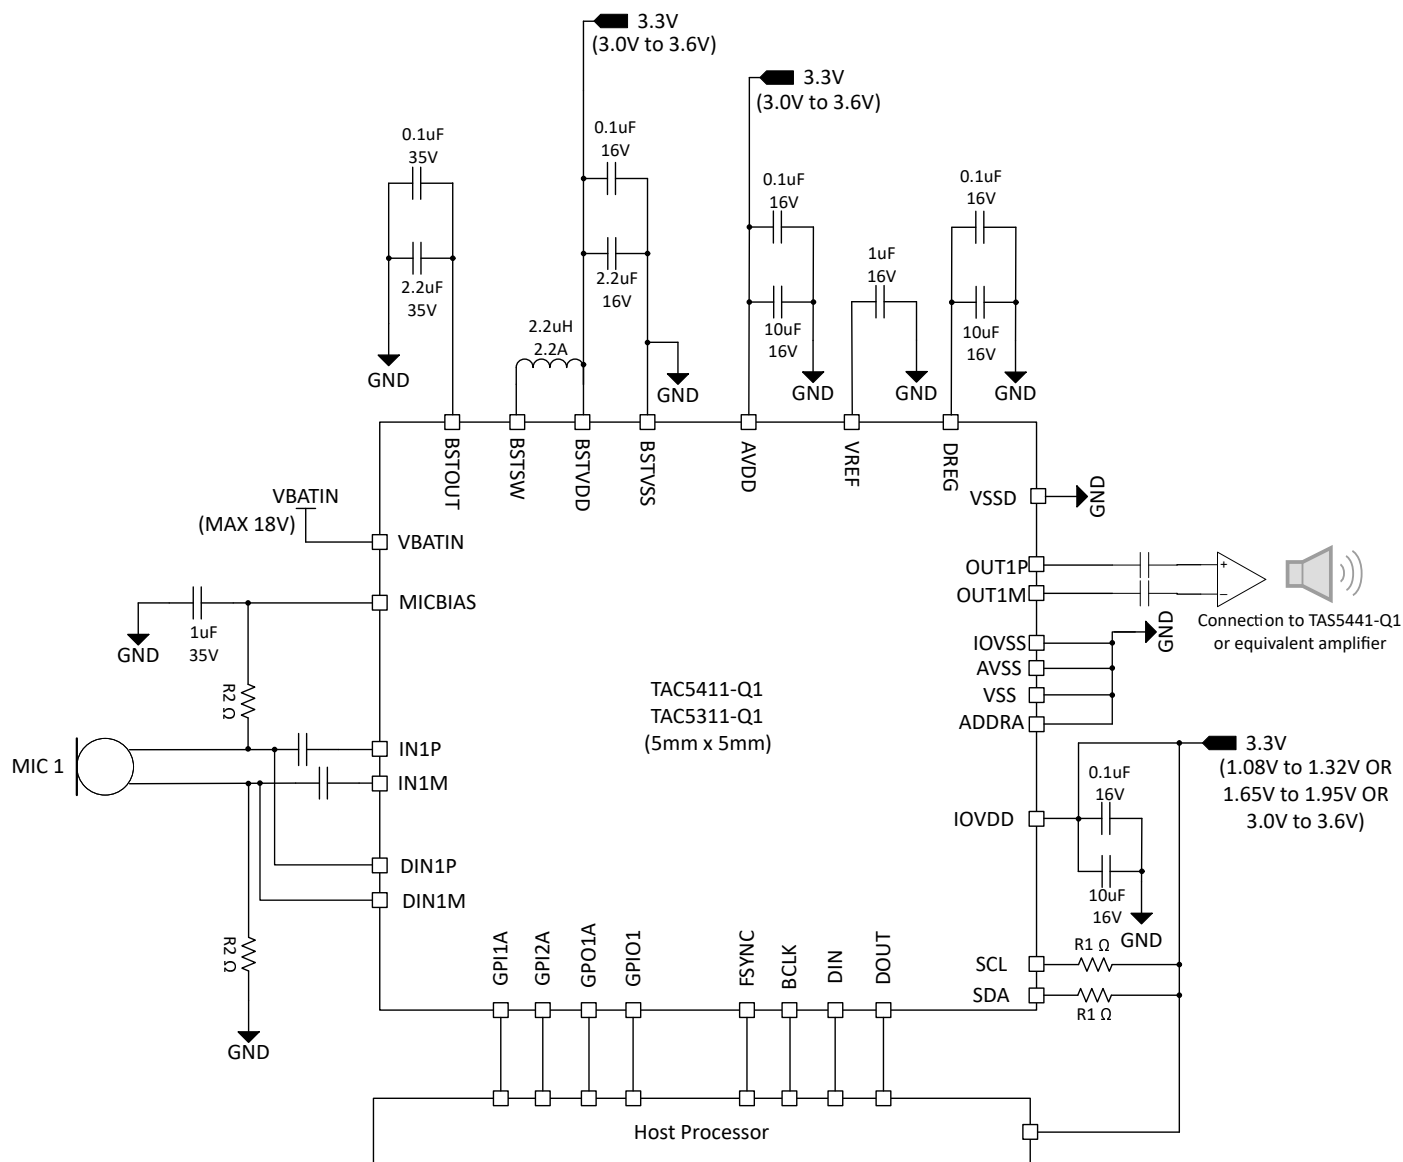 3.3V
(3.0V to 3.6V)
3.3V
(3.0V to 3.6V)
0.1uF
35V
2.2uF
35V
GND
0.1uF
16V
2.2uF
16V
GND
2.2uH
2.2A
0.1uF
16V
10uF
16V
GND
1uF
16V
GND
0.1uF
16V
10uF
16V
GND
BSTOUT
BSTSW
BSTVDD
BSTVSS
AVDD
VREF
DREG
VBATIN
(MAX 18V)
VBATIN
MICBIAS
1uF
35V
GND
R2 Ω
MIC 1
IN1P
IN1M
DIN1P
DIN1M
R2 Ω
GND
TAC5411-Q1
TAC5311-Q1
(5mm x 5mm)
VSSD
GND
OUT1P
OUT1M
+
−
Connection to TAS5441-Q1
or equivalent amplifier
IOVSS
AVSS
VSS
ADDRA
GND
3.3V
(1.08V to 1.32V OR
1.65V to 1.95V OR
3.0V to 3.6V)
IOVDD
0.1uF
16V
10uF
16V
GND
SCL
R1 Ω
SDA
R1 Ω
GPI1A
GPI2A
GPO1A
GPIO1
FSYNC
BCLK
DIN
DOUT
Host Processor